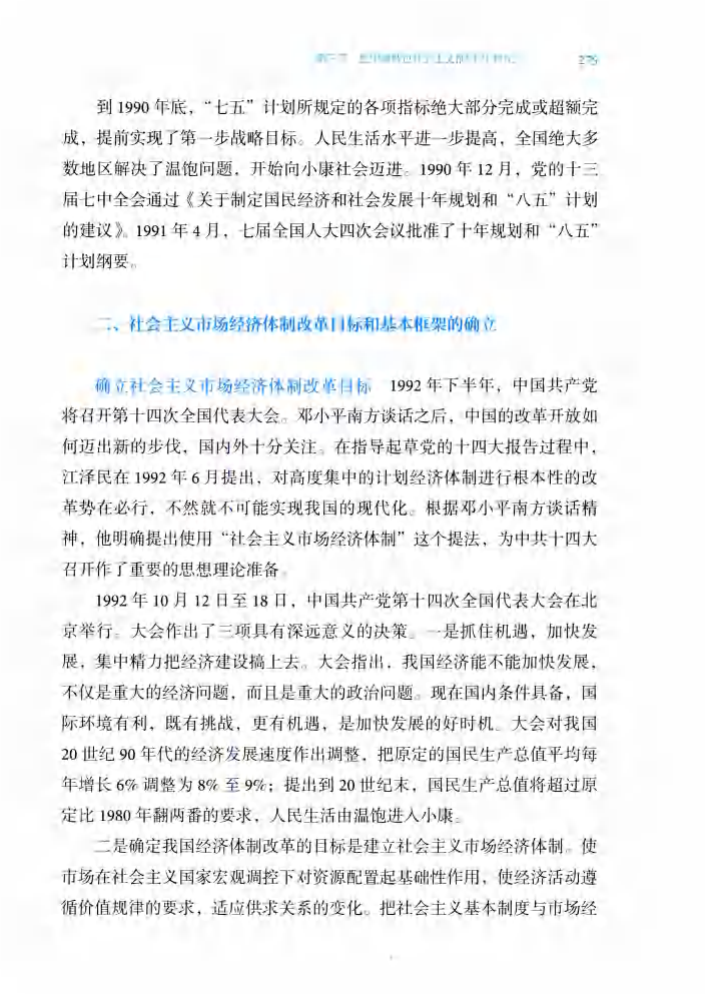 275
到 1990 年底，“七五” 计划所规定的各项指标绝大部分完成或超额完
成，提前实现了第一步战略目标。人民生活水平进一步提高，全国绝大多
数地区解决了温饱问题，开始向小康社会迈进。1990 年 12 月，党的十三
届七中全会通过《关于制定国民经济和社会发展十年规划和 “八五” 计划
的建议》。1991 年 4 月，七届全国人大四次会议批准了十年规划和 “八五”
计划纲要。
二、社会主义市场经济体制改革目标和基本框架的确立
确立社会主义市场经济体制改革目标 1992 年下半年，中国共产党
将召开第十四次全国代表大会。邓小平南方谈话之后，中国的改革开放如
何迈出新的步伐，国内外十分关注。在指导起草党的十四大报告过程中，
江泽民在 1992 年 6 月提出，对高度集中的计划经济体制进行根本性的改
革势在必行，不然就不可能实现我国的现代化。根据邓小平南方谈话精
神，他明确提出使用 “社会主义市场经济体制” 这个提法，为中共十四大
召开作了重要的思想理论准备。
1992 年 10 月 12 日至 18 日，中国共产党第十四次全国代表大会在北
京举行。大会作出了三项具有深远意义的决策。一是抓住机遇，加快发
展，集中精力把经济建设搞上去。大会指出，我国经济能不能加快发展，
不仅是重大的经济问题，而且是重大的政治问题。现在国内条件具备，国
际环境有利，既有挑战，更有机遇，是加快发展的好时机。大会对我国
20 世纪 90 年代的经济发展速度作出调整，把原定的国民生产总值平均每
年增长 6% 调整为 8% 至 9%；提出到 20 世纪末，国民生产总值将超过原
定比 1980 年翻两番的要求，人民生活由温饱进入小康。
二是确定我国经济体制改革的目标是建立社会主义市场经济体制。使
市场在社会主义国家宏观调控下对资源配置起基础性作用，使经济活动遵
循价值规律的要求，适应供求关系的变化。把社会主义基本制度与市场经